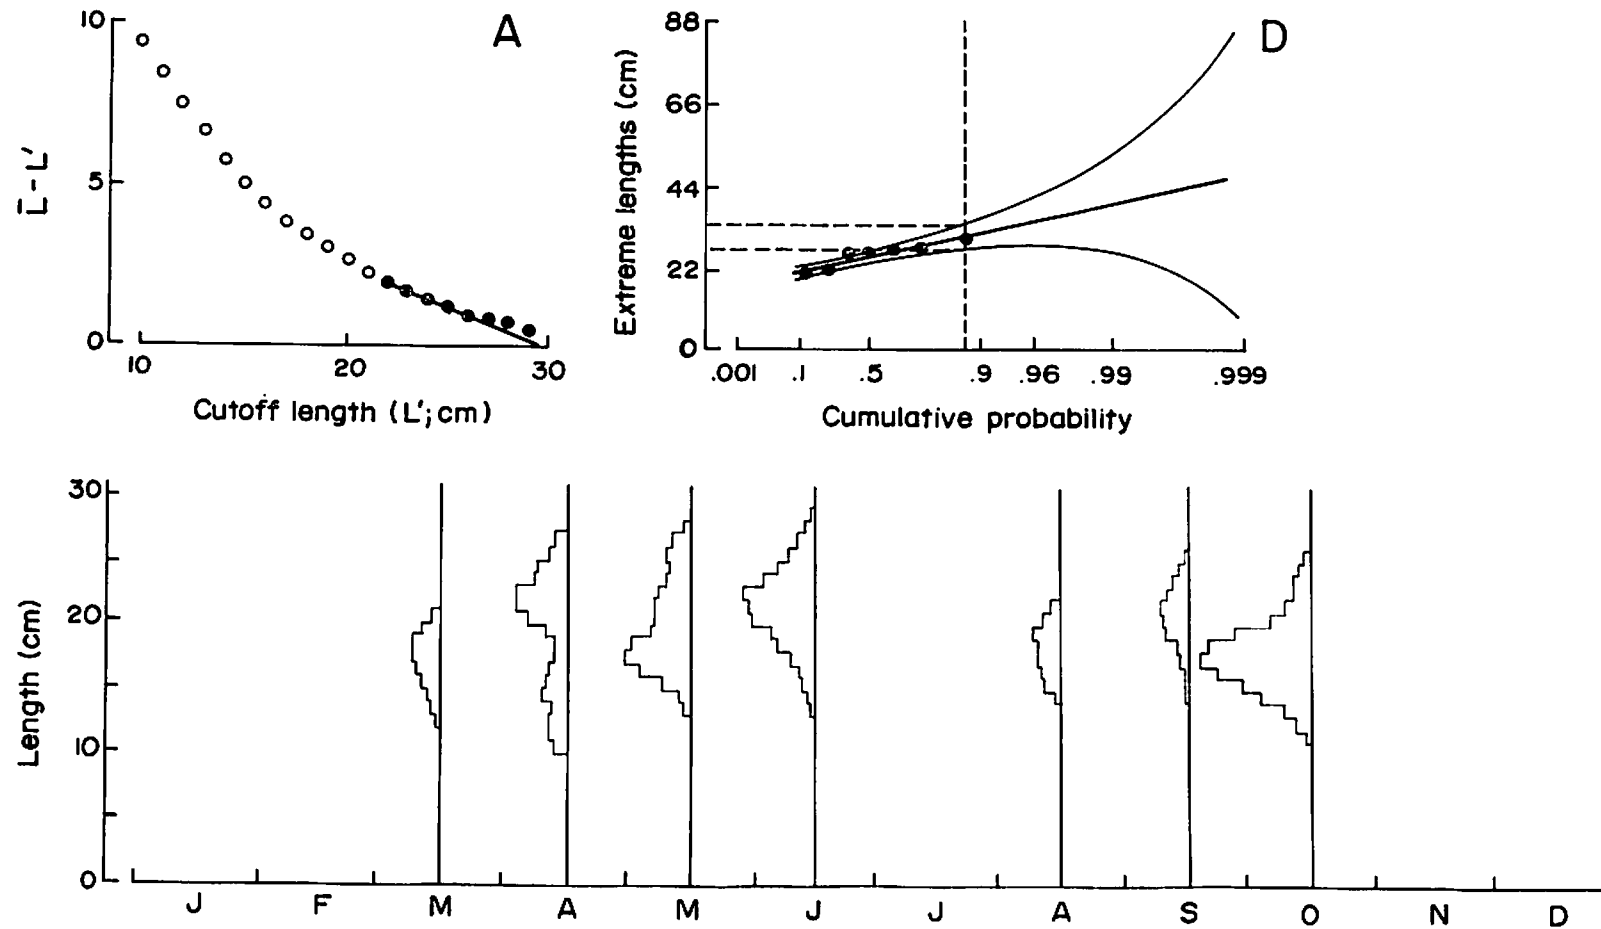 A
10
5
0
L̄ - L'
10 20 30
Cutoff length (L'; cm)
D
88
66
44
22
0
Extreme lengths (cm)
.001 .1 .5 .9 .96 .99 .999
Cumulative probability
30
20
10
0
Length (cm)
J F M A M J J A S O N D